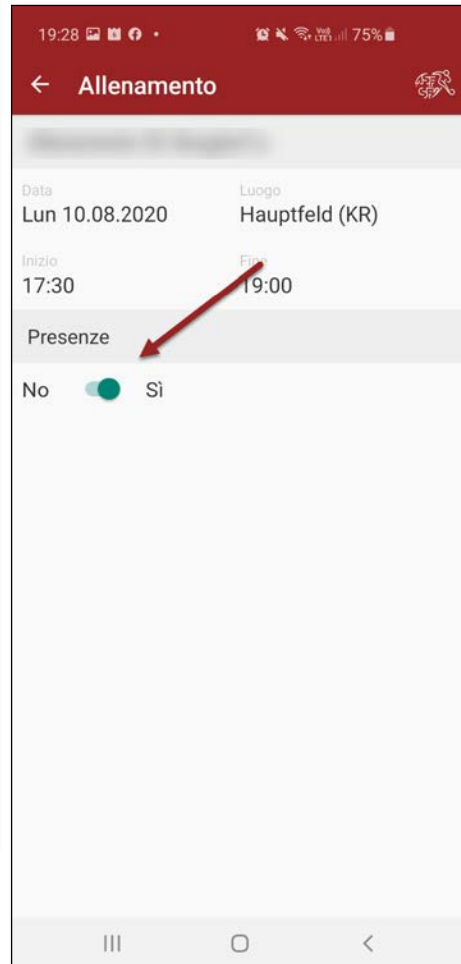 19:28 75%
Allenamento
Data Luogo
Lun 10.08.2020 Hauptfeld (KR)
Inizio Fine
17:30 19:00
Presenze
No Sì